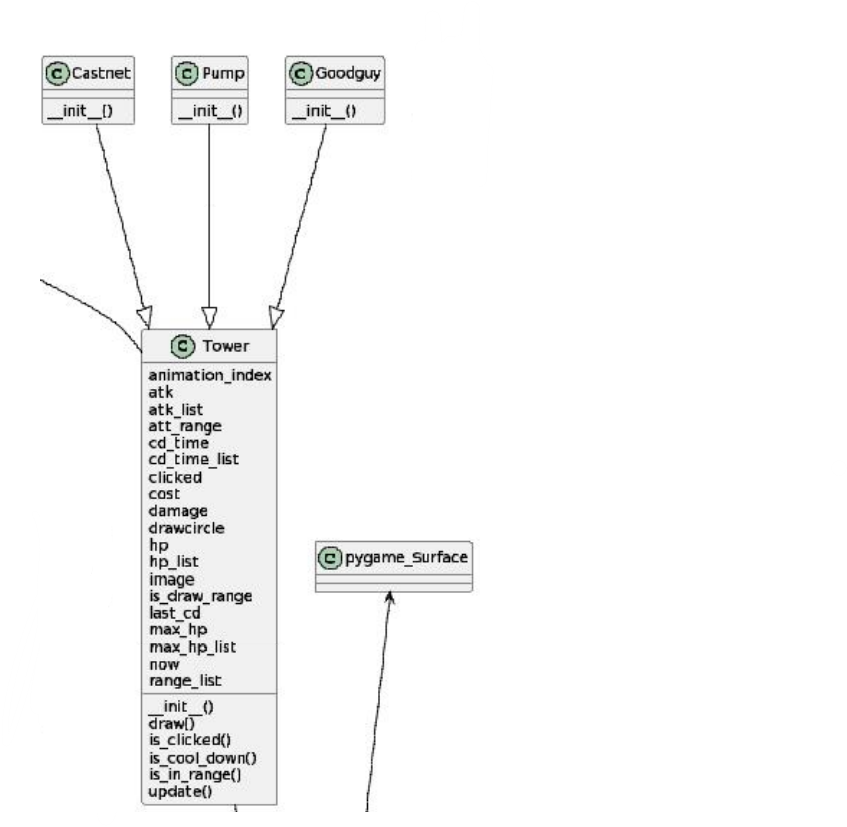 C Castnet
__init__()
C Pump
__init__()
C Goodguy
__init__()
C Tower
animation_index
atk
atk_list
att_range
cd_time
cd_time_list
clicked
cost
damage
drawcircle
hp
hp_list
image
is_draw_range
last_cd
max_hp
max_hp_list
now
range_list
__init__()
draw()
is_clicked()
is_cool_down()
is_in_range()
update()
C pygame_Surface